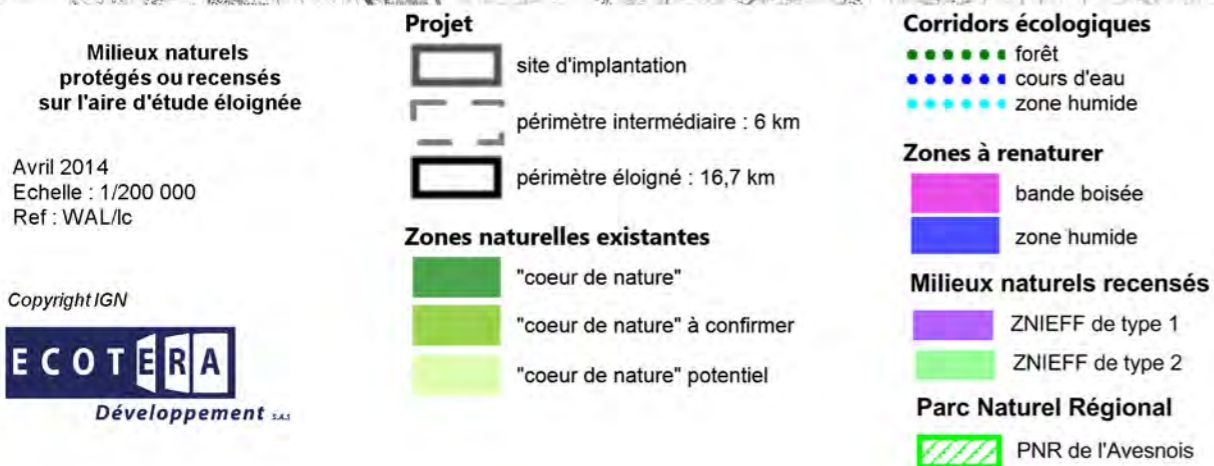 Milieux naturels
protégés ou recensés
sur l'aire d'étude éloignée
Avril 2014
Echelle : 1/200 000
Ref : WAL/lc
Copyright IGN
ECOTERA
Développement S.A.S
Projet
site d'implantation
périmètre intermédiaire : 6 km
périmètre éloigné : 16,7 km
Zones naturelles existantes
"coeur de nature"
"coeur de nature" à confirmer
"coeur de nature" potentiel
Corridors écologiques
forêt
cours d'eau
zone humide
Zones à renaturer
bande boisée
zone humide
Milieux naturels recensés
ZNIEFF de type 1
ZNIEFF de type 2
Parc Naturel Régional
PNR de l'Avesnois